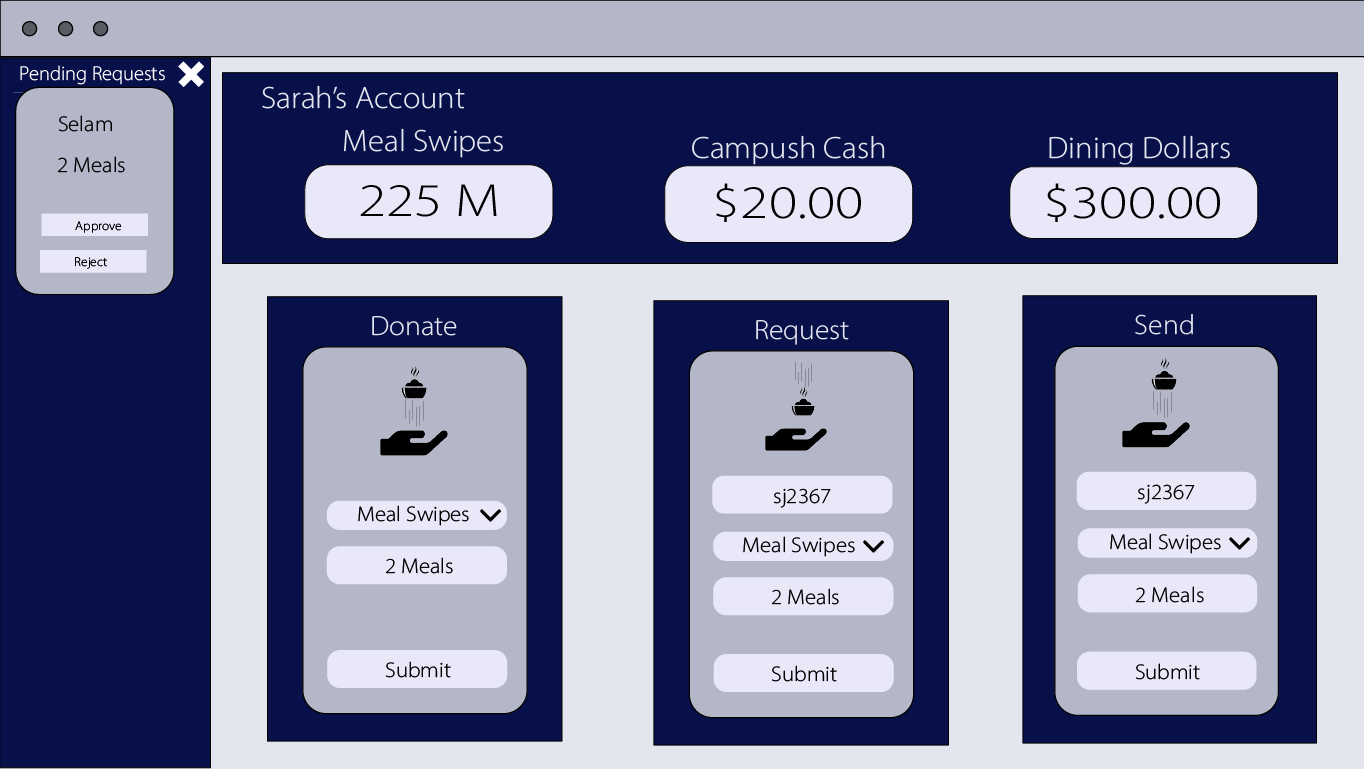 Pending Requests
Selam
2 Meals
Approve
Reject
Sarah's Account
Meal Swipes
225 M
Campush Cash
$20.00
Dining Dollars
$300.00
Donate
Meal Swipes
2 Meals
Submit
Request
sj2367
Meal Swipes
2 Meals
Submit
Send
sj2367
Meal Swipes
2 Meals
Submit